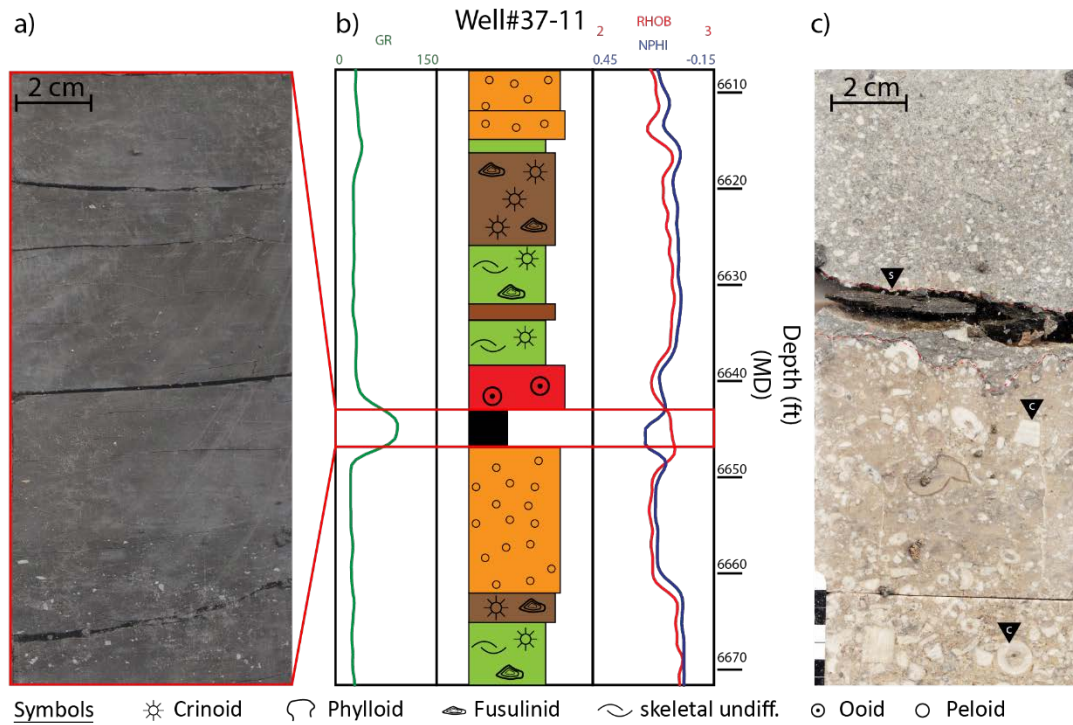 a)
b)
Well#37-11
c)
GR
0
150
2
RHOB
3
NPHI
0.45
-0.15
2 cm
2 cm
6610
6620
6630
6640
6650
6660
6670
Depth (ft)
(MD)
S
C
C
Symbols
Crinoid
Phylloid
Fusulinid
skeletal undiff.
Ooid
Peloid